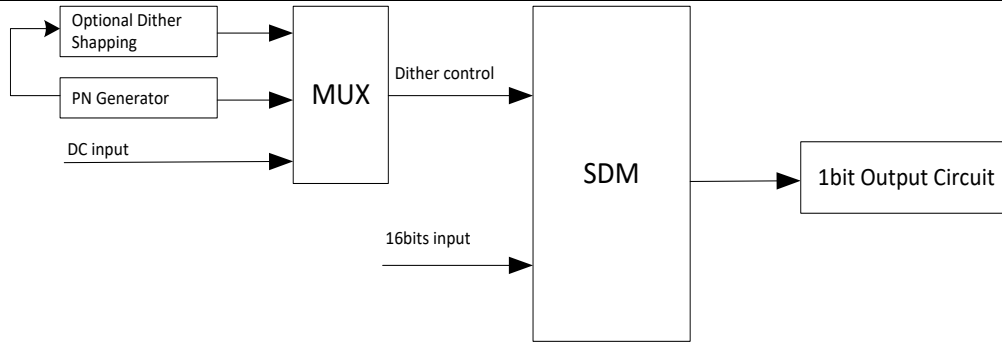 Optional Dither
Shapping
PN Generator
DC input
MUX
Dither control
16bits input
SDM
1bit Output Circuit